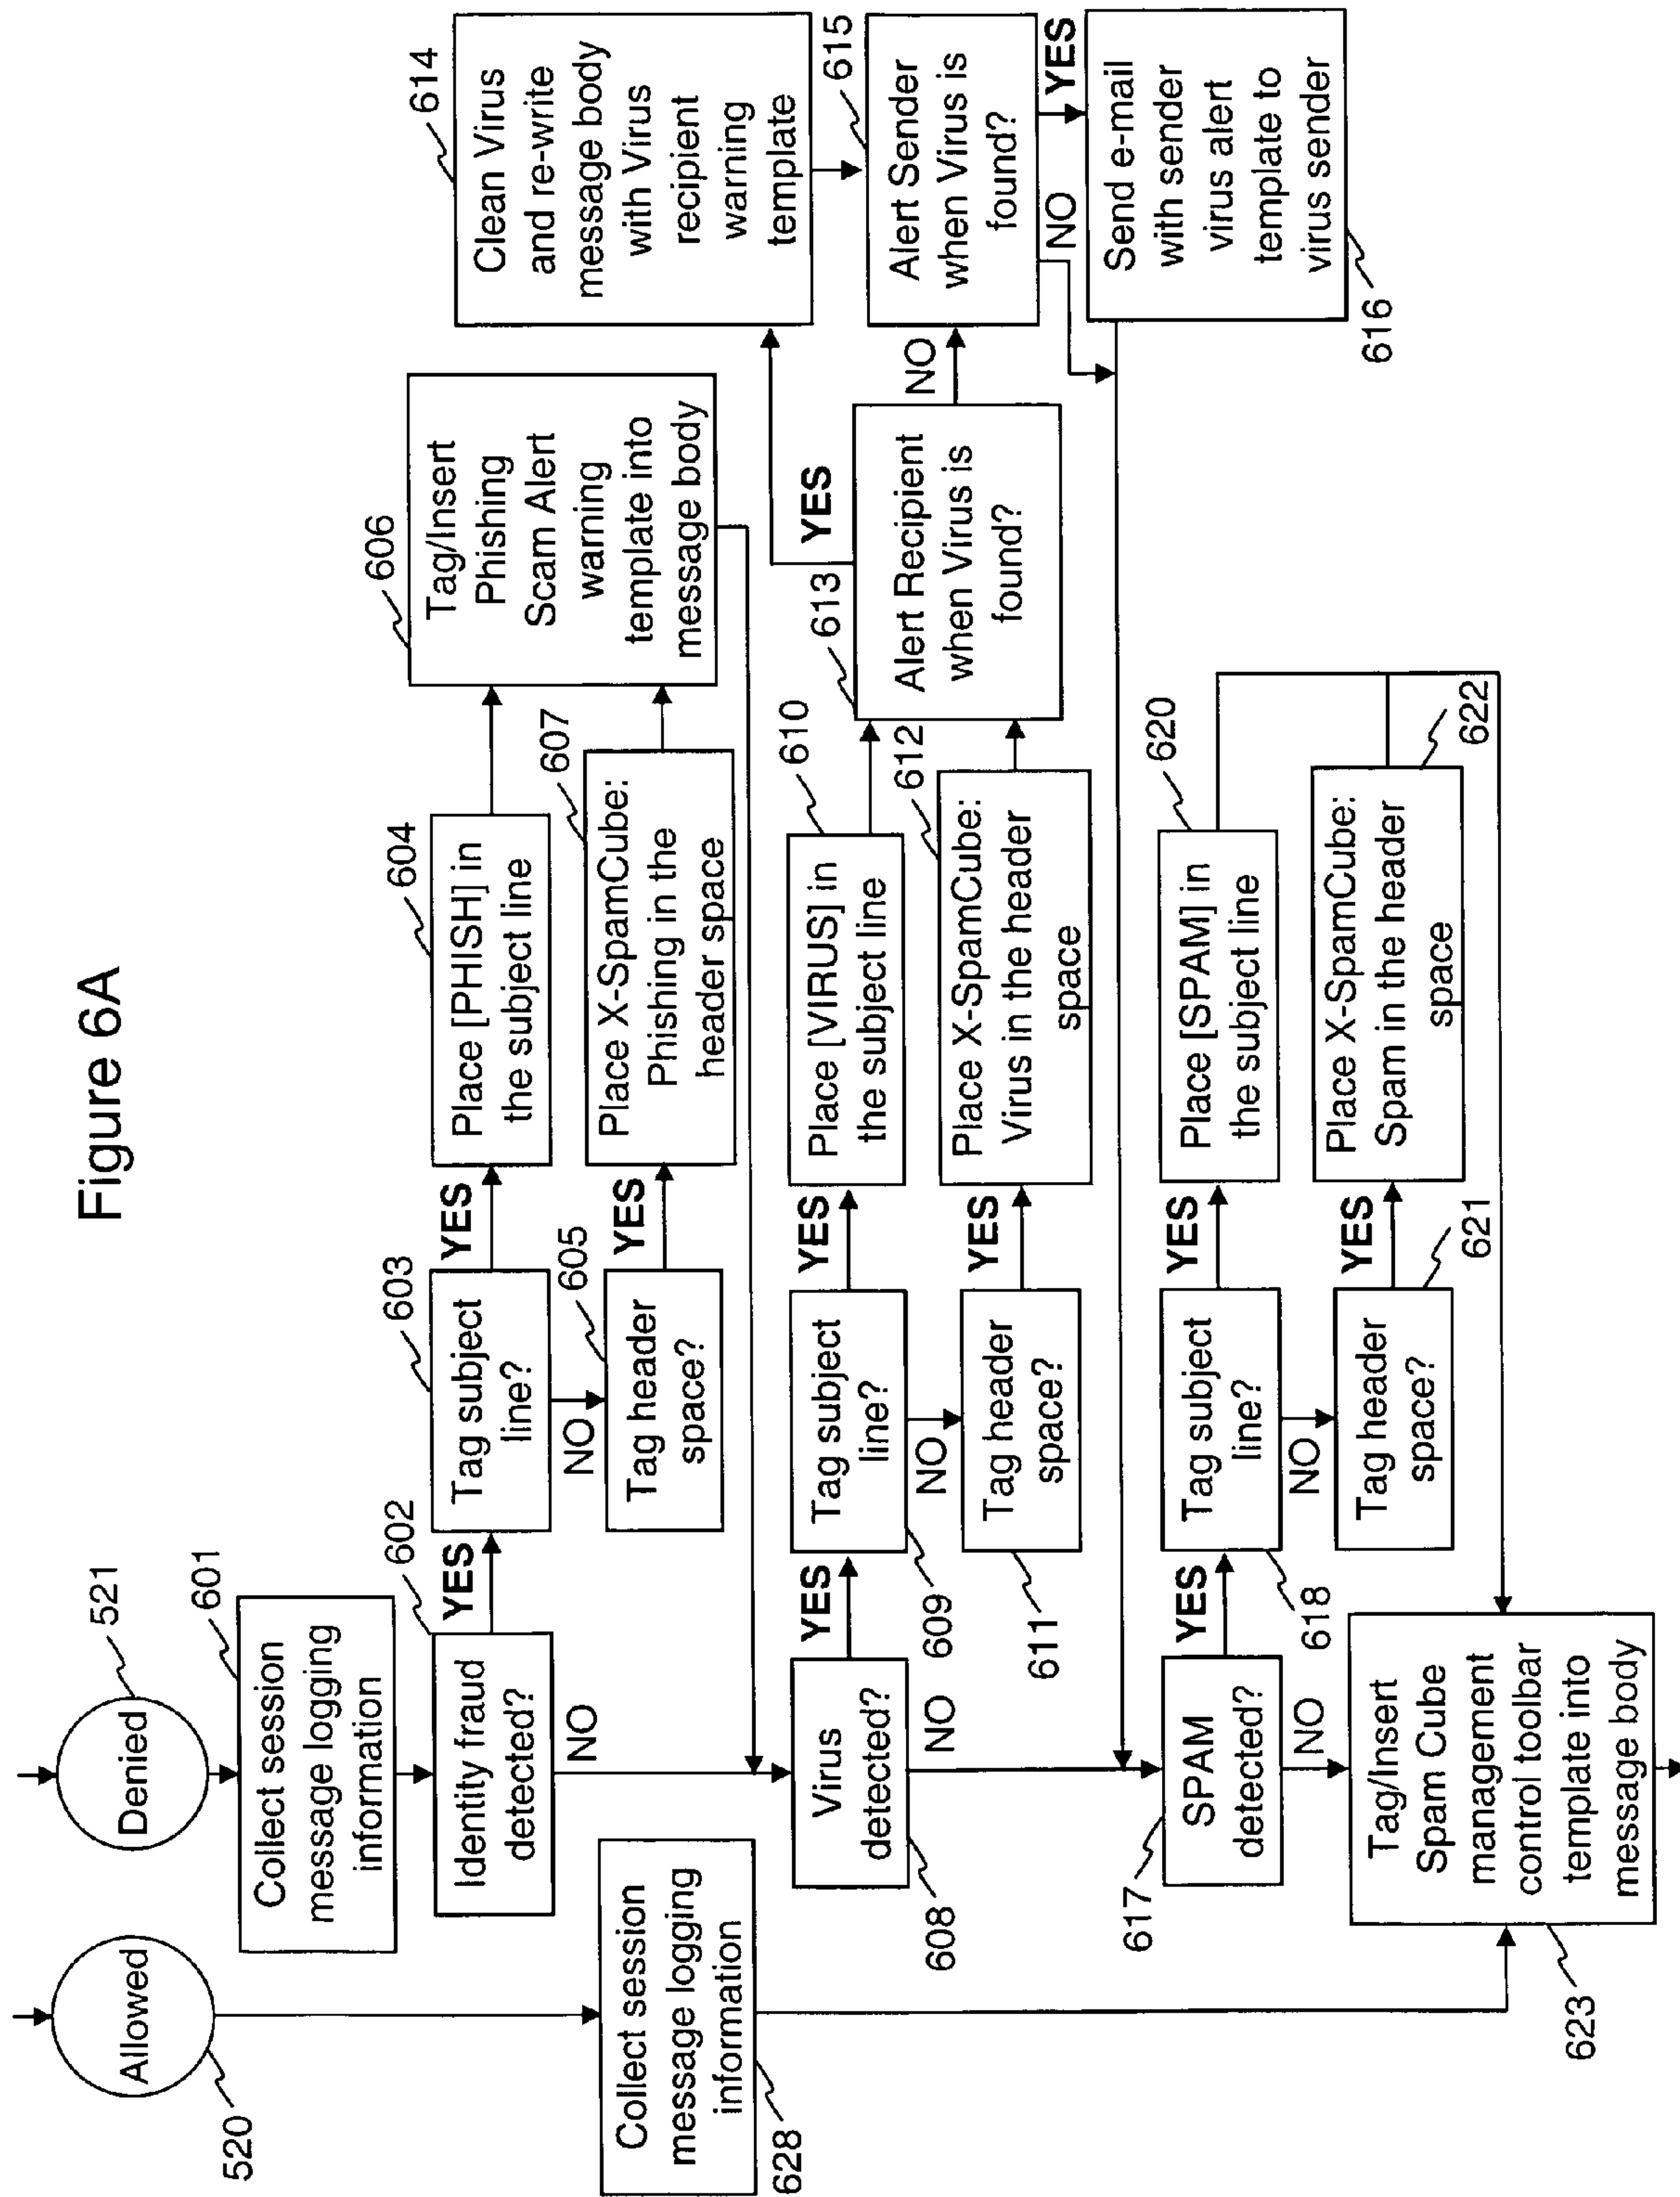 Figure 6A
Allowed
520
Denied
521
Collect session
message logging
information
601
Identity fraud
detected?
602
YES
NO
Tag subject
line?
603
YES
NO
Place [PHISH] in
the subject line
604
Tag header
space?
605
YES
Tag/Insert
Phishing
Scam Alert
warning
template into
message body
606
Place X-SpamCube:
Phishing in the
header space
607
Collect session
message logging
information
628
Virus
detected?
608
YES
NO
Tag subject
line?
609
YES
NO
Place [VIRUS] in
the subject line
610
Tag header
space?
611
YES
Place X-SpamCube:
Virus in the header
space
612
Alert Recipient
when Virus is
found?
613
YES
NO
Clean Virus
and re-write
message body
with Virus
recipient
warning
template
614
Alert Sender
when Virus is
found?
615
NO
YES
Send e-mail
with sender
virus alert
template to
virus sender
616
SPAM
detected?
617
YES
NO
Tag subject
line?
618
YES
NO
Place [SPAM] in
the subject line
620
Tag header
space?
621
YES
Place X-SpamCube:
Spam in the header
space
622
Tag/Insert
Spam Cube
management
control toolbar
template into
message body
623